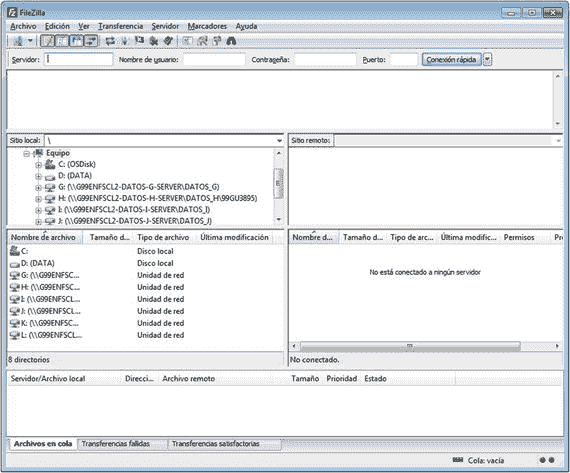 FileZilla
Archivo Edición Ver Transferencia Servidor Marcadores Ayuda
Servidor: Nombre de usuario: Contraseña: Puerto: Conexión rápida
Sitio local: \
Sitio remoto:
Equipo
C: (OSDisk)
D: (DATA)
G: (\\G99ENFSCL2-DATOS-G-SERVER\DATOS_G)
H: (\\G99ENFSCL2-DATOS-H-SERVER\DATOS_H\99GU3895)
I: (\\G99ENFSCL2-DATOS-I-SERVER\DATOS_I)
J: (\\G99ENFSCL2-DATOS-J-SERVER\DATOS_J)
Nombre de archivo Tamaño d... Tipo de archivo Última modificación
C: Disco local
D: (DATA) Disco local
G: (\\G99ENFSC... Unidad de red
H: (\\G99ENFSC... Unidad de red
I: (\\G99ENFSCL... Unidad de red
J: (\\G99ENFSCL... Unidad de red
K: (\\G99ENFSC... Unidad de red
L: (\\G99ENFSCL... Unidad de red
8 directorios
Nombre d... Tamaño d... Tipo de arc... Última modific... Permisos Pro
No está conectado a ningún servidor
No conectado.
Servidor/Archivo local Direcci... Archivo remoto Tamaño Prioridad Estado
Archivos en cola Transferencias fallidas Transferencias satisfactorias
Cola: vacía